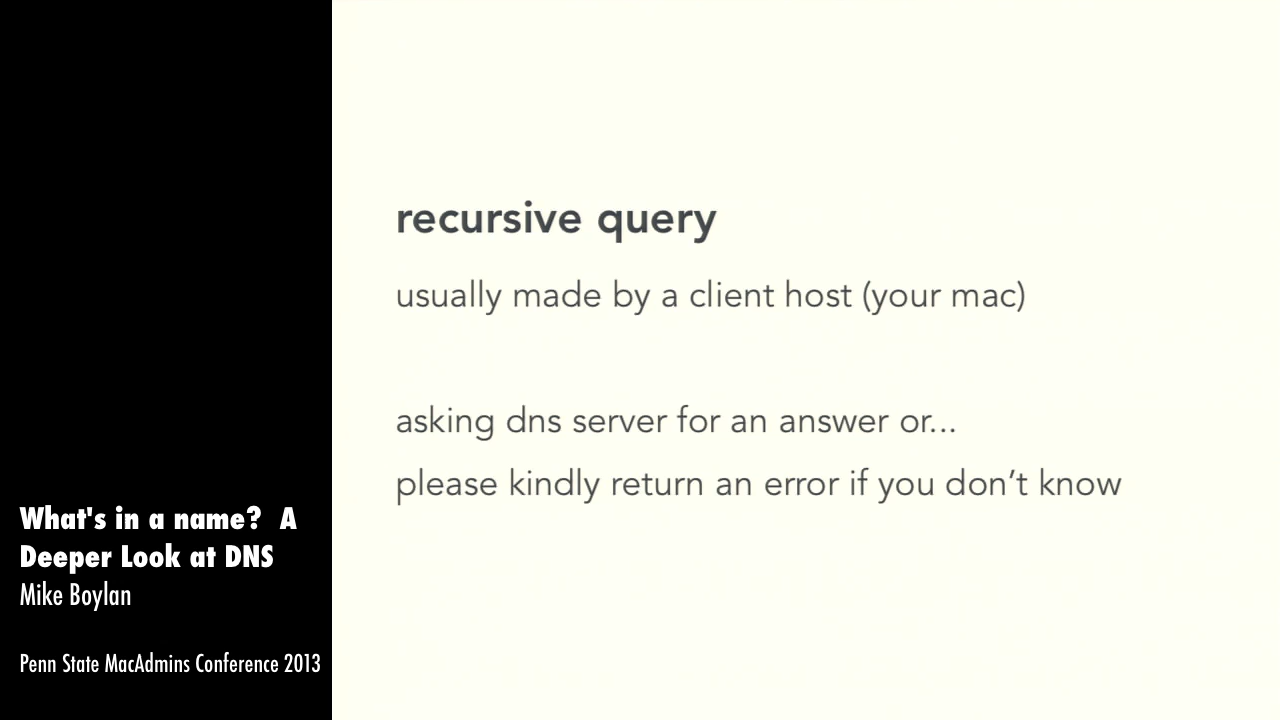 recursive query
usually made by a client host (your mac)
asking dns server for an answer or...
please kindly return an error if you don’t know
What's in a name?  A
Deeper Look at DNS
Mike Boylan
Penn State MacAdmins Conference 2013